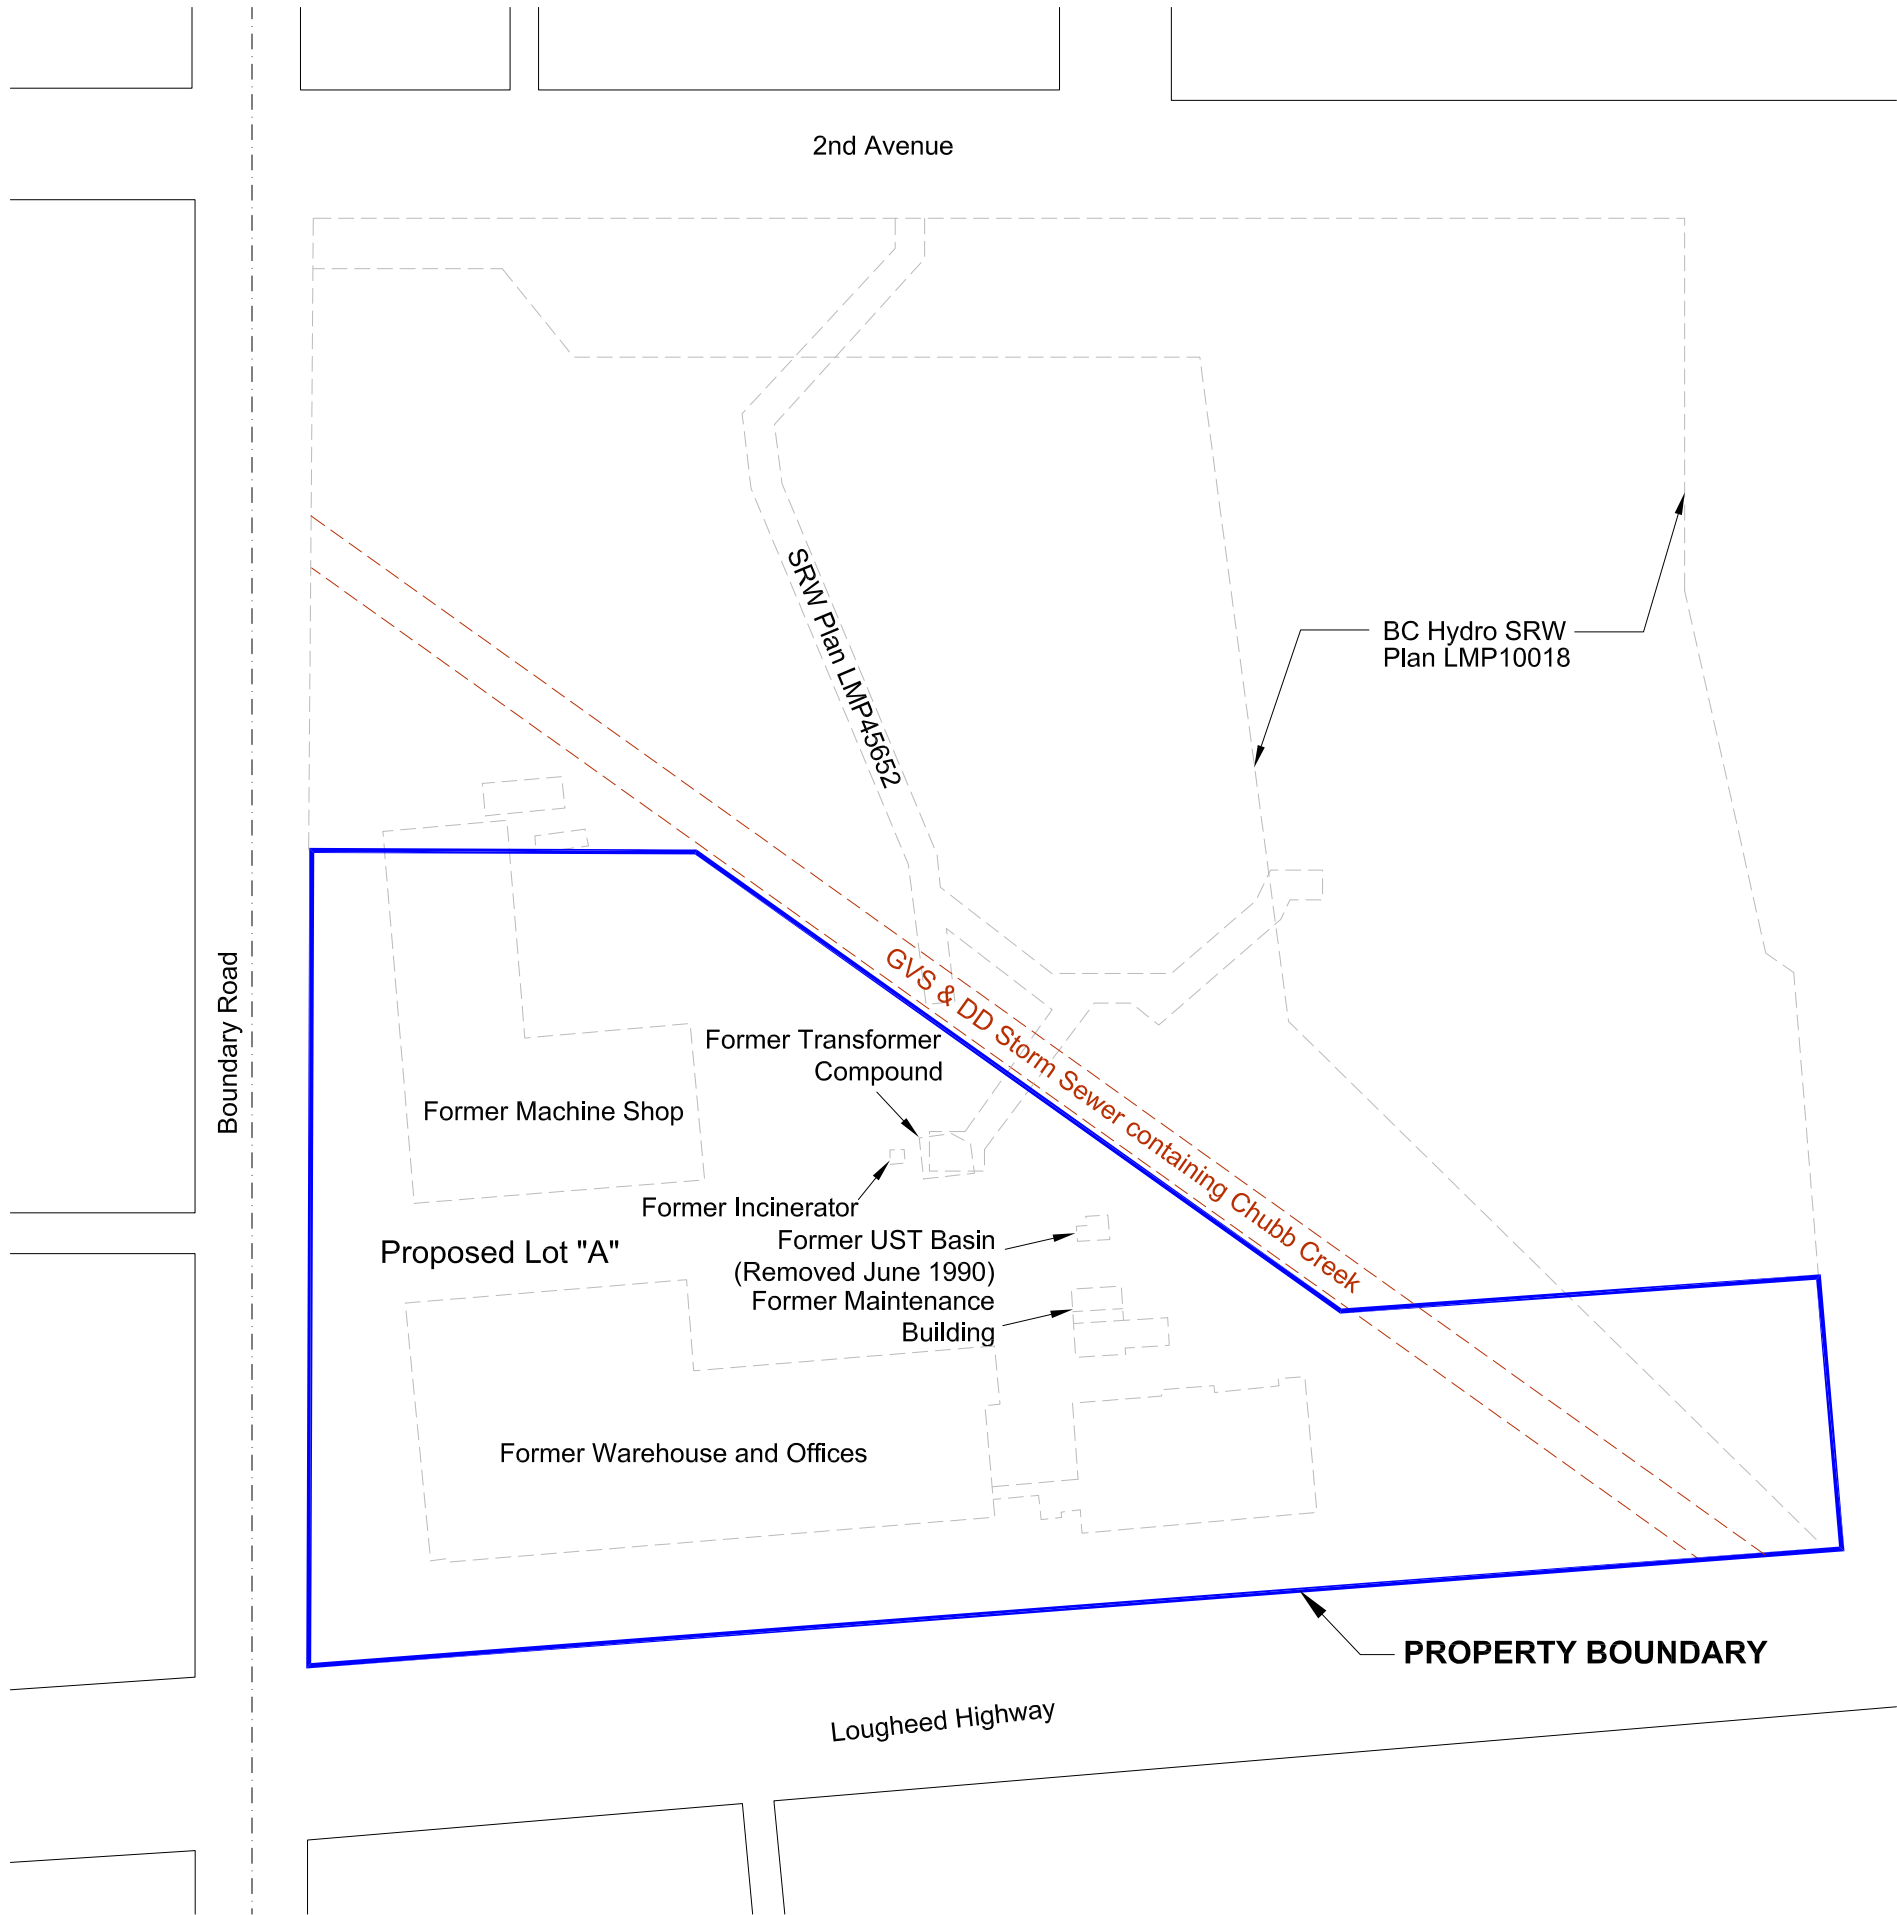 2nd Avenue
SRW Plan LMP45652
BC Hydro SRW
Plan LMP10018
Boundary Road
GVS & DD Storm Sewer containing Chubb Creek
Former Transformer
Compound
Former Machine Shop
Former Incinerator
Proposed Lot "A"
Former UST Basin
(Removed June 1990)
Former Maintenance
Building
Former Warehouse and Offices
PROPERTY BOUNDARY
Lougheed Highway